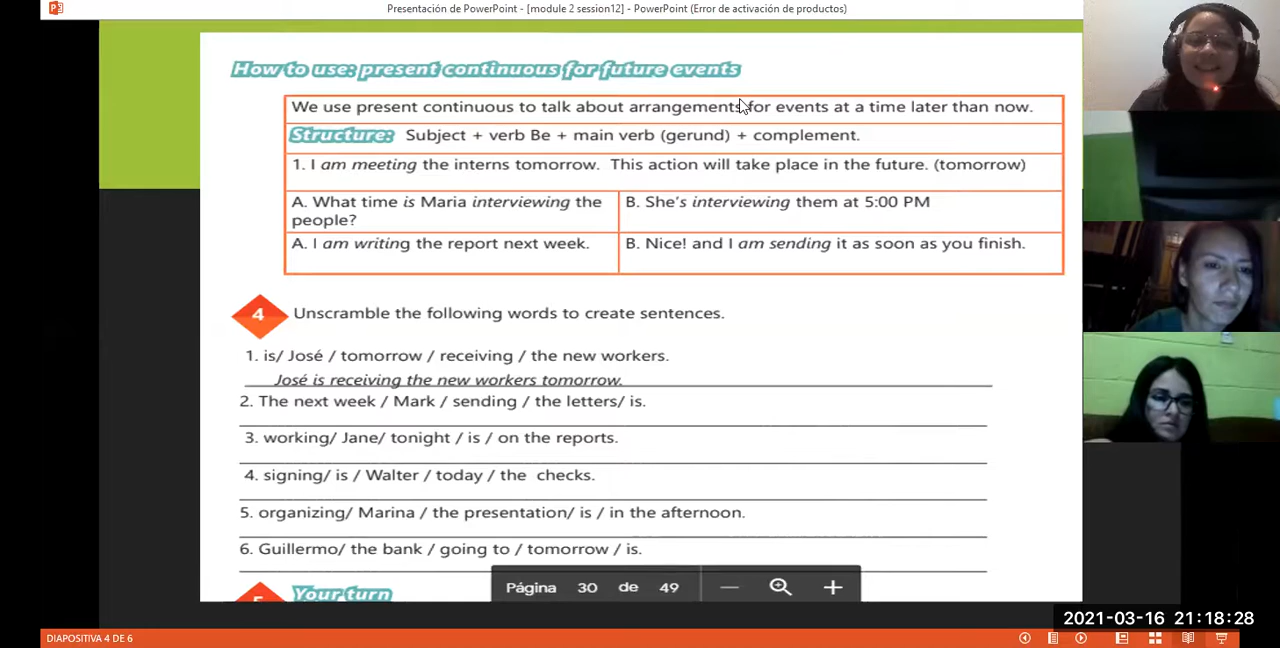 Presentación de PowerPoint - [module 2 session12] - PowerPoint (Error de activación de productos)
How to use: present continuous for future events
We use present continuous to talk about arrangements for events at a time later than now.
Structure: Subject + verb Be + main verb (gerund) + complement.
1. I am meeting the interns tomorrow. This action will take place in the future. (tomorrow)
A. What time is Maria interviewing the
people?
B. She's interviewing them at 5:00 PM
A. I am writing the report next week.
B. Nice! and I am sending it as soon as you finish.
4 Unscramble the following words to create sentences.
1. is/ José / tomorrow / receiving / the new workers.
José is receiving the new workers tomorrow.
2. The next week / Mark / sending / the letters/ is.
3. working/ Jane/ tonight / is / on the reports.
4. signing/ is / Walter / today / the checks.
5. organizing/ Marina / the presentation/ is / in the afternoon.
6. Guillermo/ the bank / going to / tomorrow / is.
5 Your turn
Página 30 de 49
2021-03-16 21:18:28
DIAPOSITIVA 4 DE 6